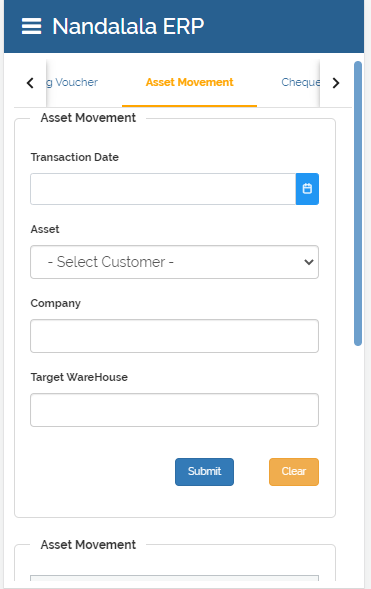 Nandalala ERP
g Voucher Asset Movement Cheque
Asset Movement
Transaction Date
Asset
- Select Customer -
Company
Target WareHouse
Submit Clear
Asset Movement